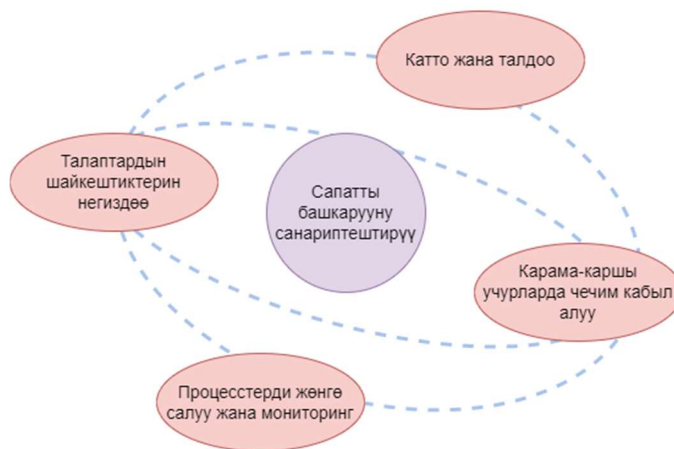 Катто жана талдоо
Талаптардын
шайкештиктерин
негиздөө
Сапатты
башкарууну
санариптештирүү
Карама-каршы
учурларда чечим кабыл
алуу
Процесстерди жөнгө
салуу жана мониторинг